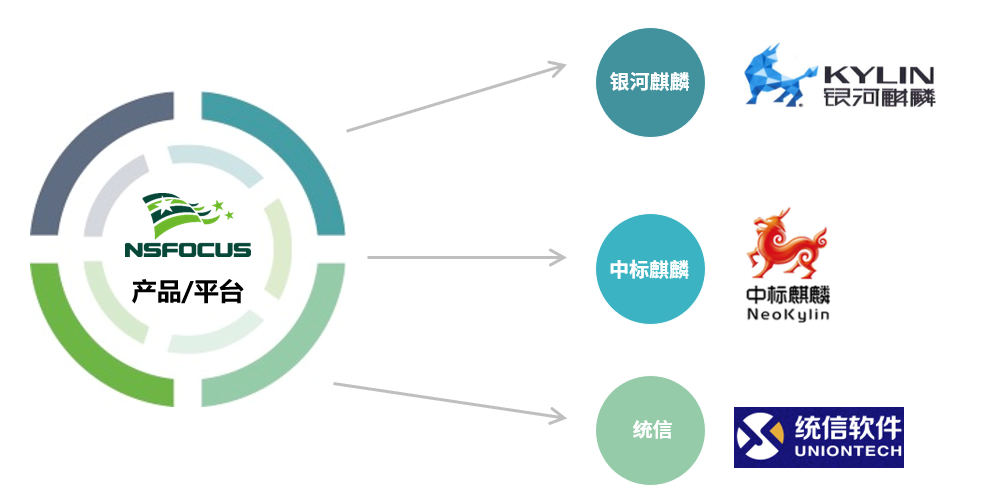 NSFOCUS
产品/平台
银河麒麟
KYLIN
银河麒麟
中标麒麟
中标麒麟
NeoKylin
统信
统信软件
UNIONTECH